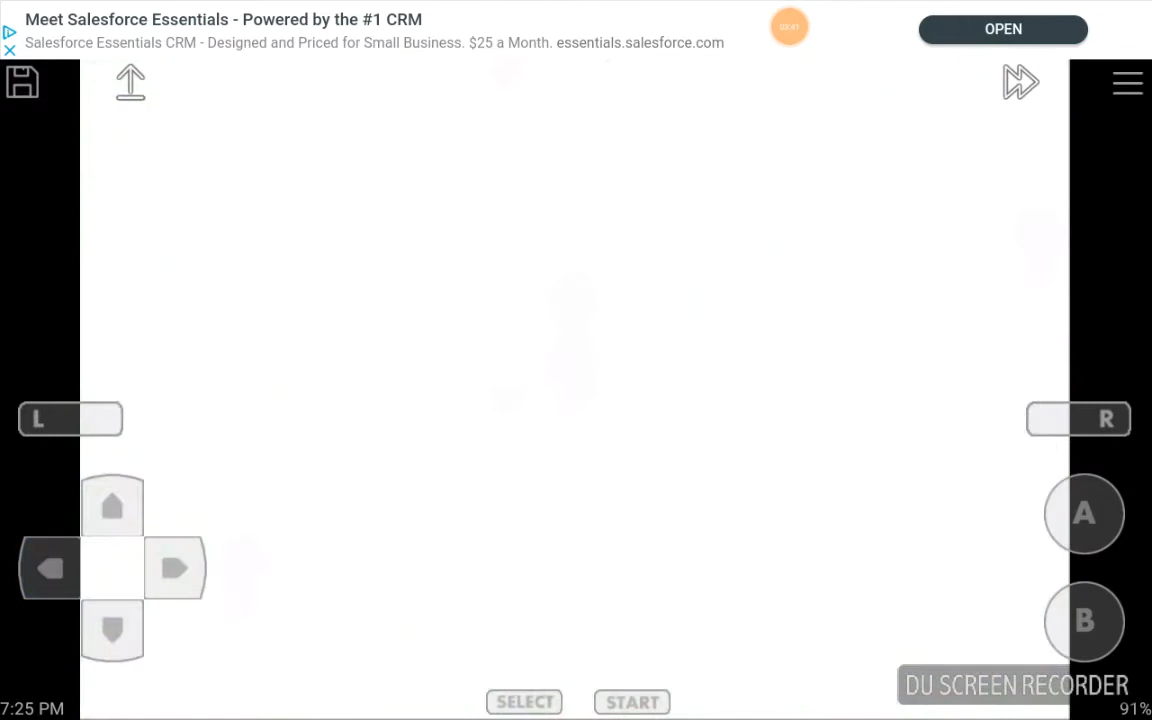 Meet Salesforce Essentials - Powered by the #1 CRM
Salesforce Essentials CRM - Designed and Priced for Small Business. $25 a Month. essentials.salesforce.com
OPEN
L
R
A
B
SELECT
START
DU SCREEN RECORDER
7:25 PM
91%